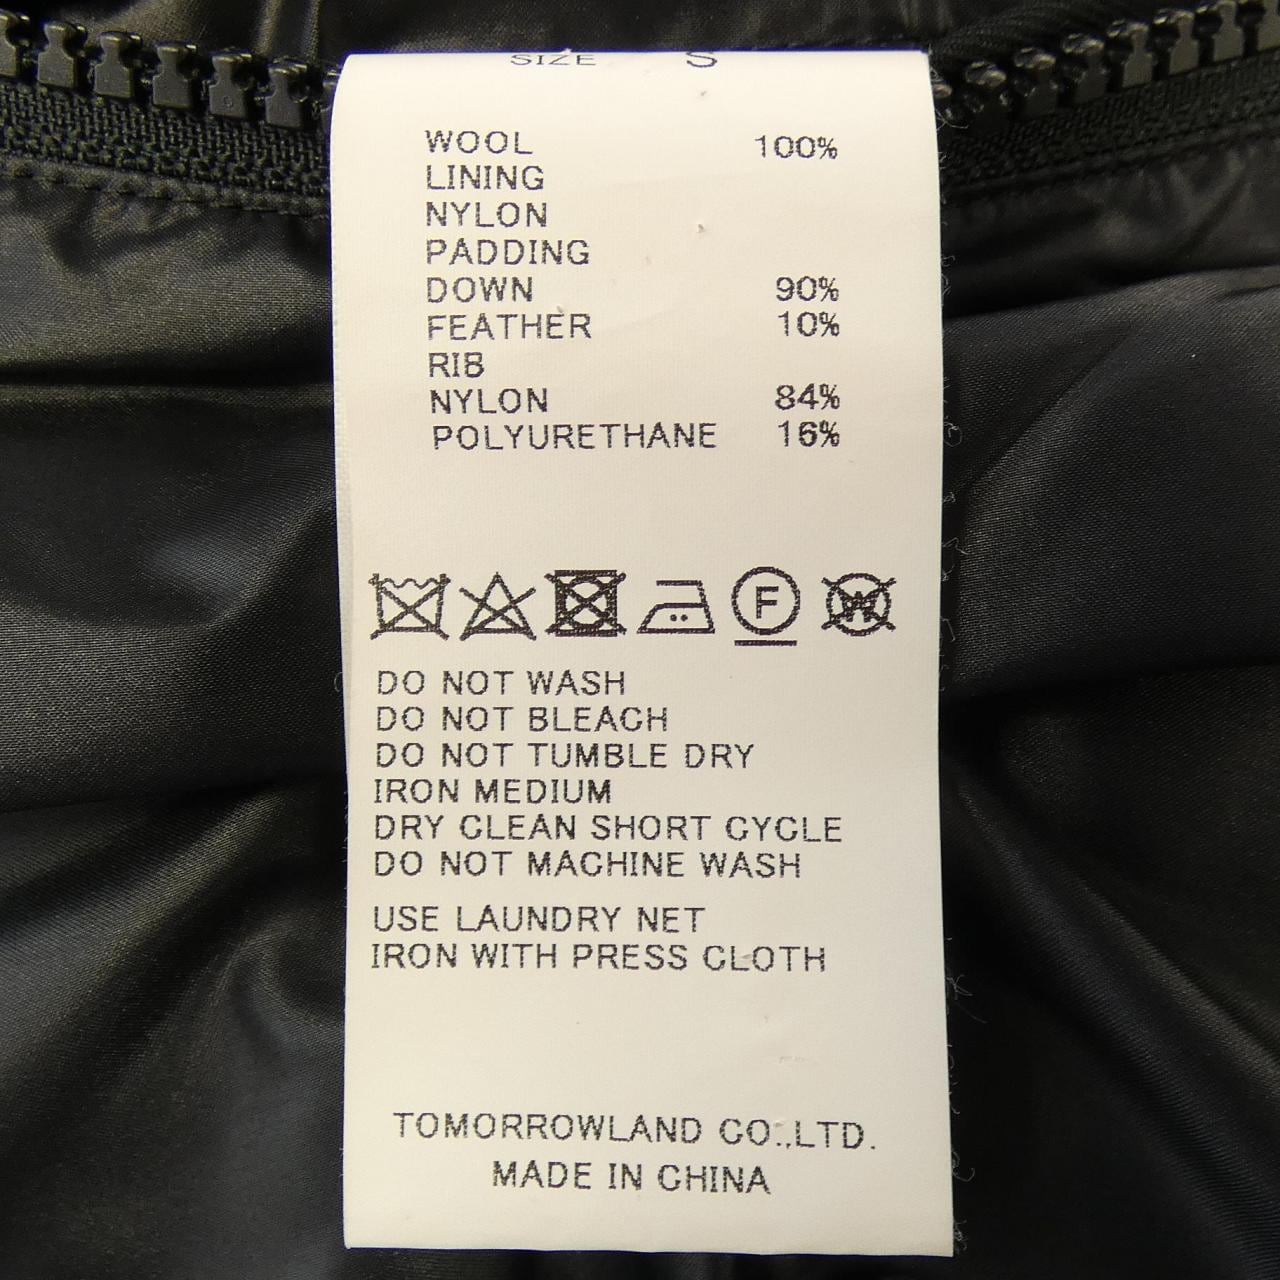 SIZE S
WOOL 100%
LINING
NYLON
PADDING
DOWN 90%
FEATHER 10%
RIB
NYLON 84%
POLYURETHANE 16%
F W
DO NOT WASH
DO NOT BLEACH
DO NOT TUMBLE DRY
IRON MEDIUM
DRY CLEAN SHORT CYCLE
DO NOT MACHINE WASH
USE LAUNDRY NET
IRON WITH PRESS CLOTH
TOMORROWLAND CO.,LTD.
MADE IN CHINA